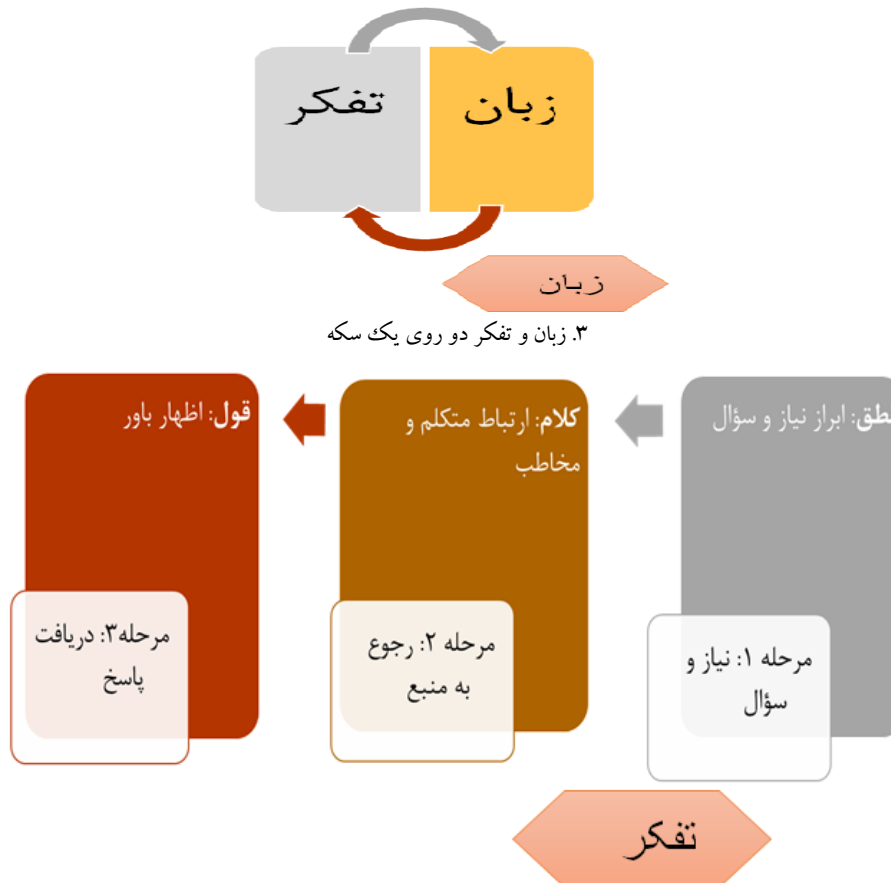 زبان
تفکر
زبان
۳. زبان و تفکر دو روی یک سکه
نطق: ابراز نیاز و سؤال
مرحله ۱: نیاز و
سؤال
کلام: ارتباط متکلم و
مخاطب
مرحله ۲: رجوع
به منبع
قول: اظهار باور
مرحله۳: دریافت
پاسخ
تفکر